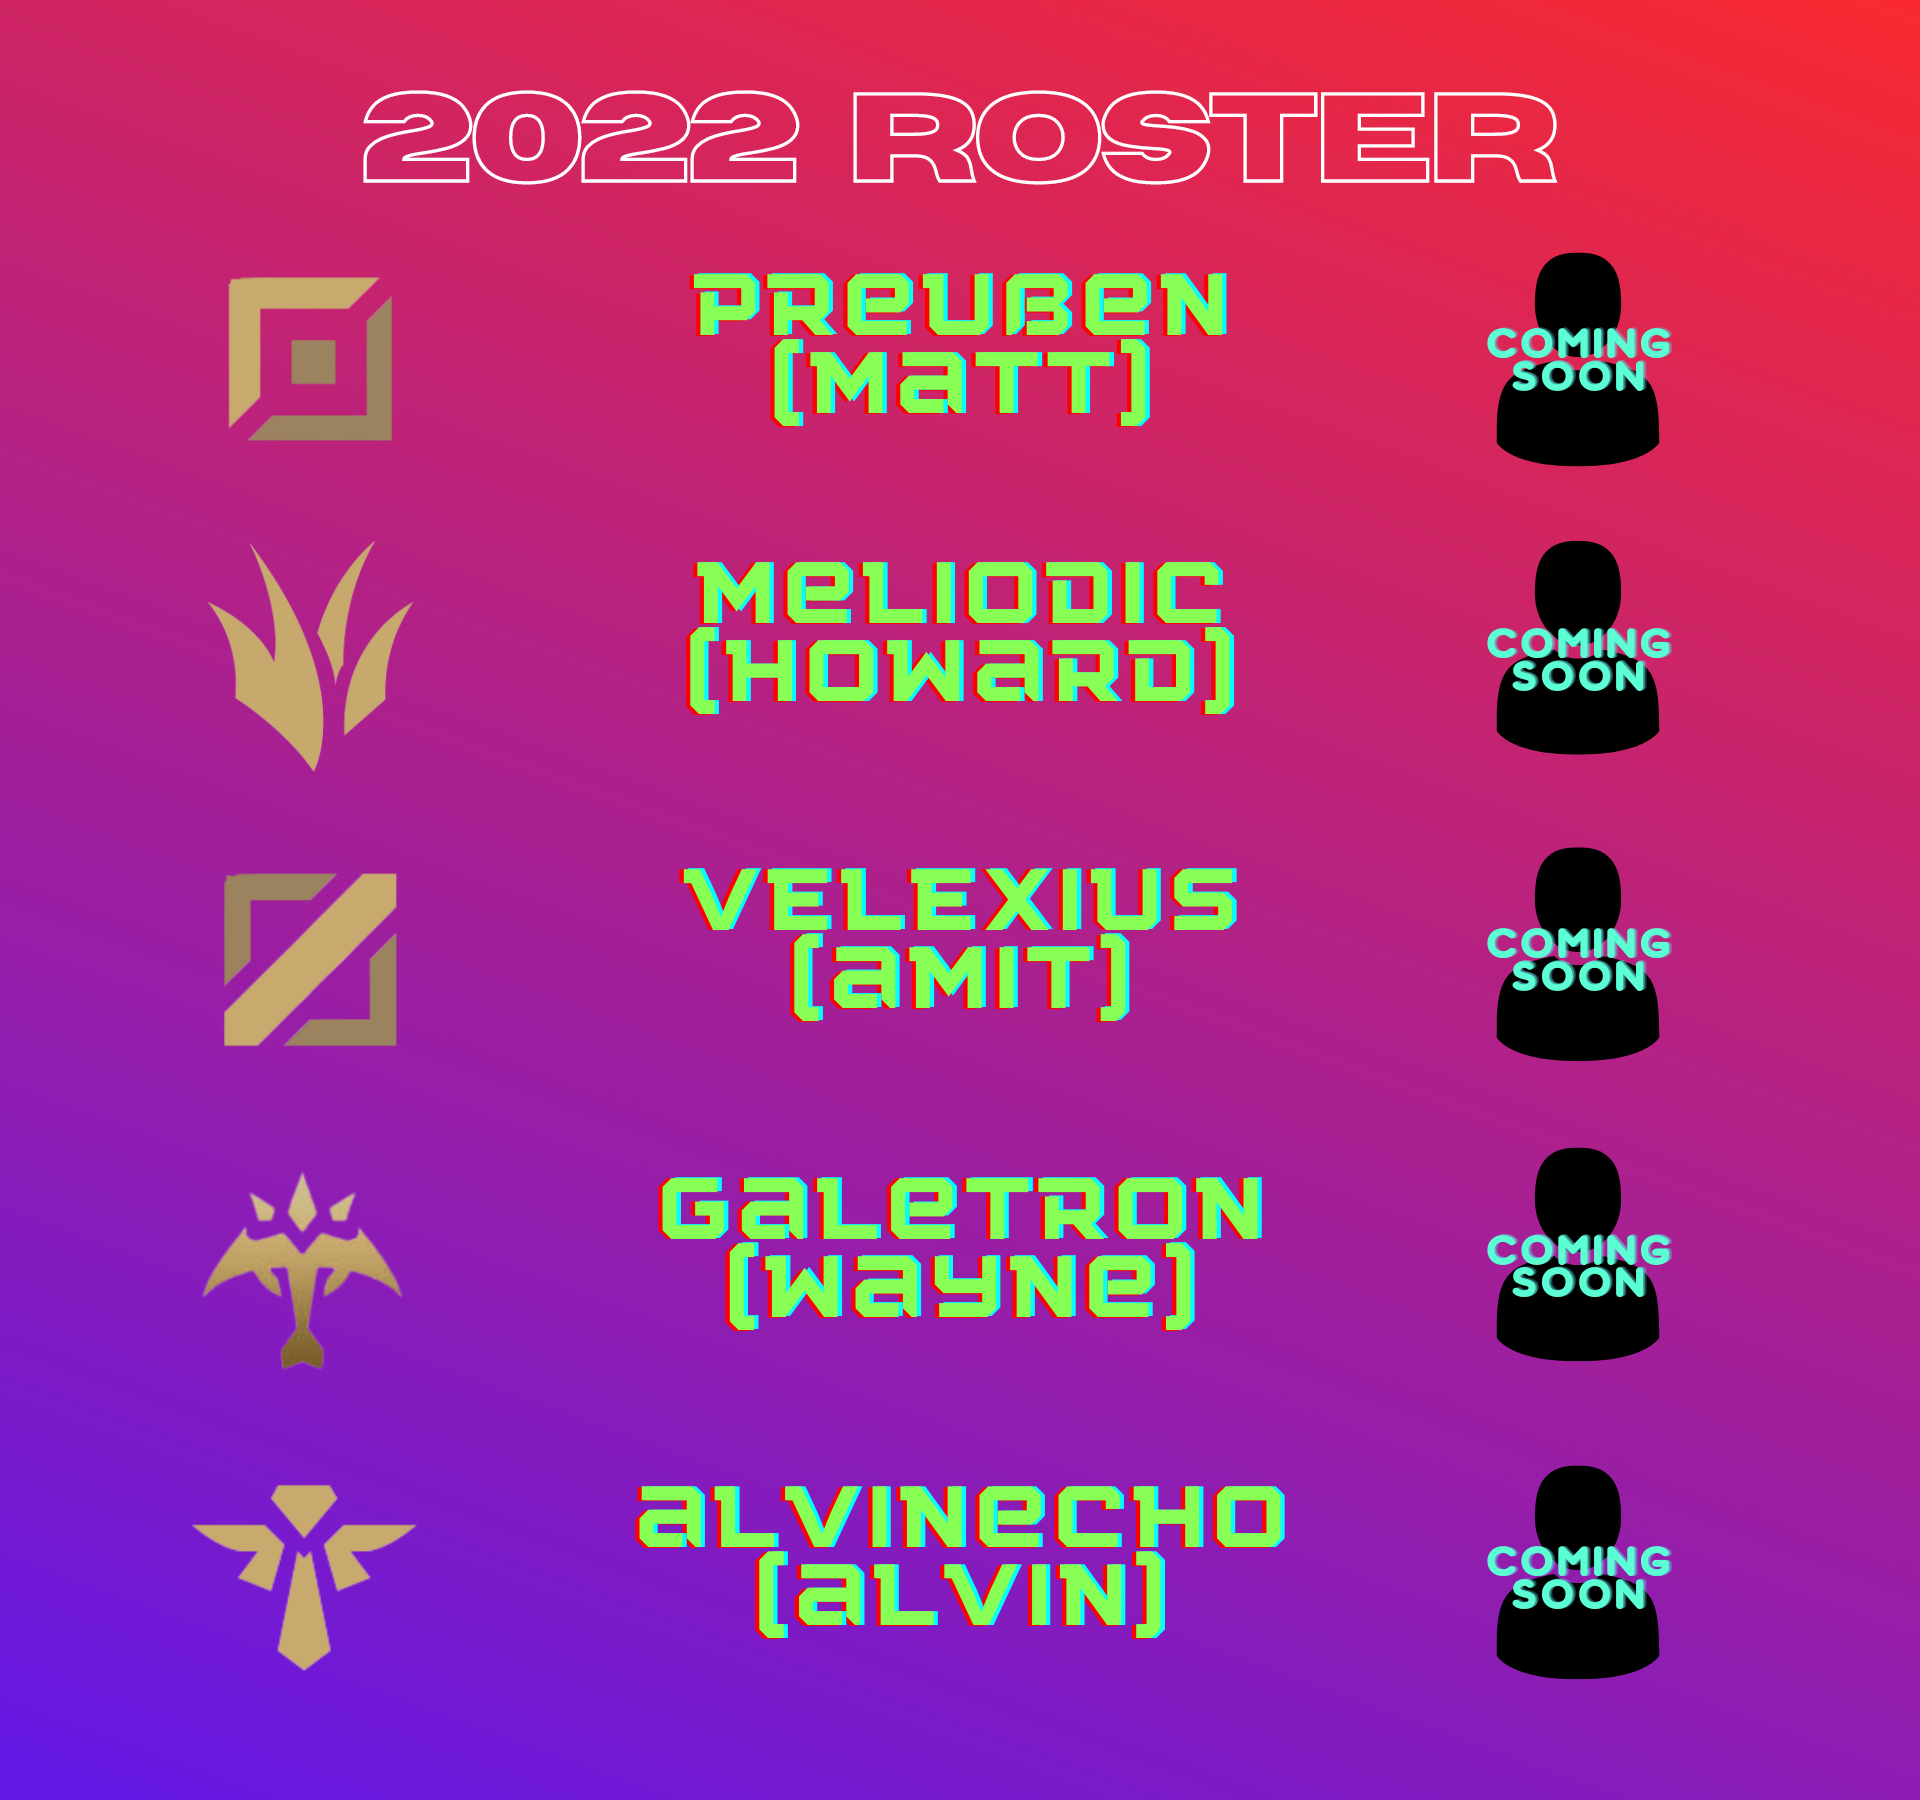 2022 ROSTER
PREUßEN
(MATT)
COMING
SOON
MELIODIC
(HOWARD)
COMING
SOON
VELEXIUS
(AMIT)
COMING
SOON
GALETRON
(WAYNE)
COMING
SOON
ALVINECHO
(ALVIN)
COMING
SOON